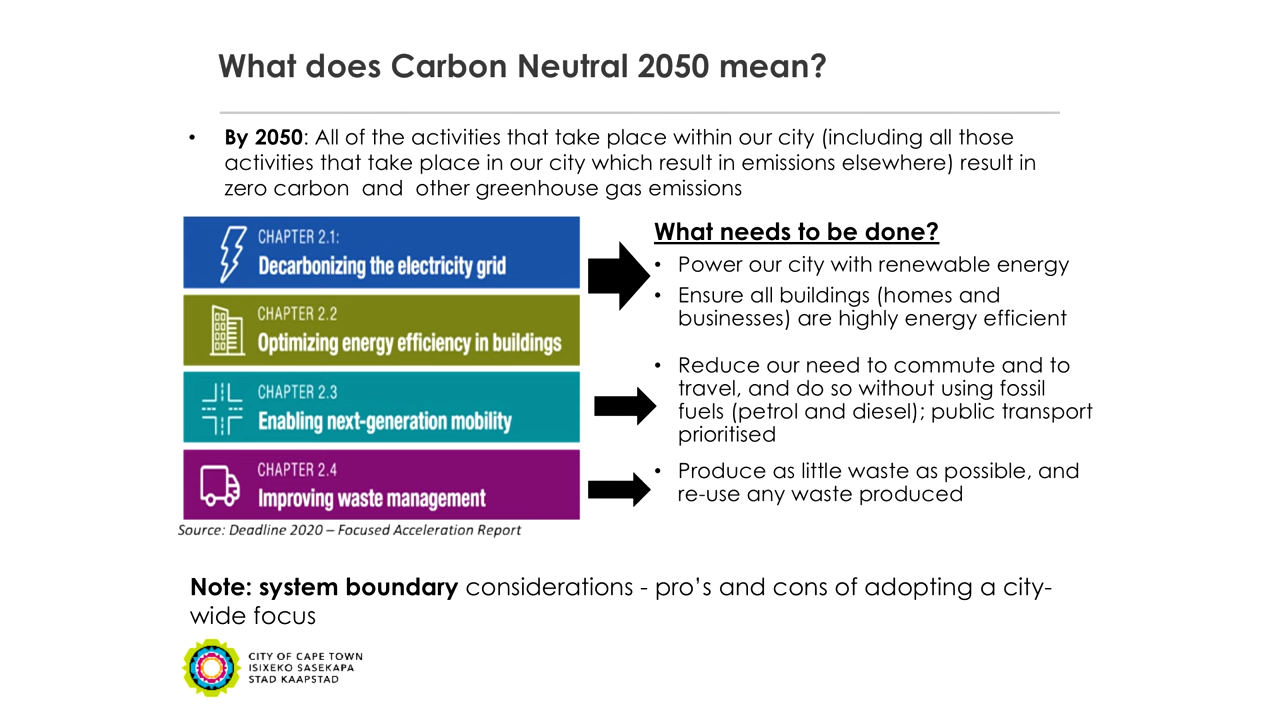 What does Carbon Neutral 2050 mean?
• By 2050: All of the activities that take place within our city (including all those
activities that take place in our city which result in emissions elsewhere) result in
zero carbon  and  other greenhouse gas emissions
CHAPTER 2.1:
Decarbonizing the electricity grid
CHAPTER 2.2
Optimizing energy efficiency in buildings
CHAPTER 2.3
Enabling next-generation mobility
CHAPTER 2.4
Improving waste management
Source: Deadline 2020 – Focused Acceleration Report
What needs to be done?
• Power our city with renewable energy
• Ensure all buildings (homes and
businesses) are highly energy efficient
• Reduce our need to commute and to
travel, and do so without using fossil
fuels (petrol and diesel); public transport
prioritised
• Produce as little waste as possible, and
re-use any waste produced
Note: system boundary considerations - pro’s and cons of adopting a city-
wide focus
CITY OF CAPE TOWN
ISIXEKO SASEKAPA
STAD KAAPSTAD